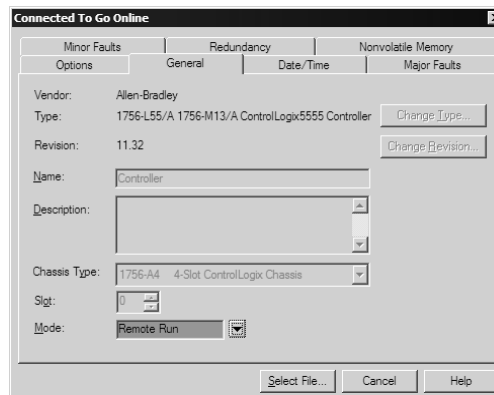 Connected To Go Online
Minor Faults Redundancy Nonvolatile Memory
Options General Date/Time Major Faults
Vendor: Allen-Bradley
Type: 1756-L55/A 1756-M13/A ControlLogix5555 Controller Change Type...
Revision: 11.32 Change Revision...
Name: Controller
Description:
Chassis Type: 1756-A4 4-Slot ControlLogix Chassis
Slot: 0
Mode: Remote Run
Select File... Cancel Help